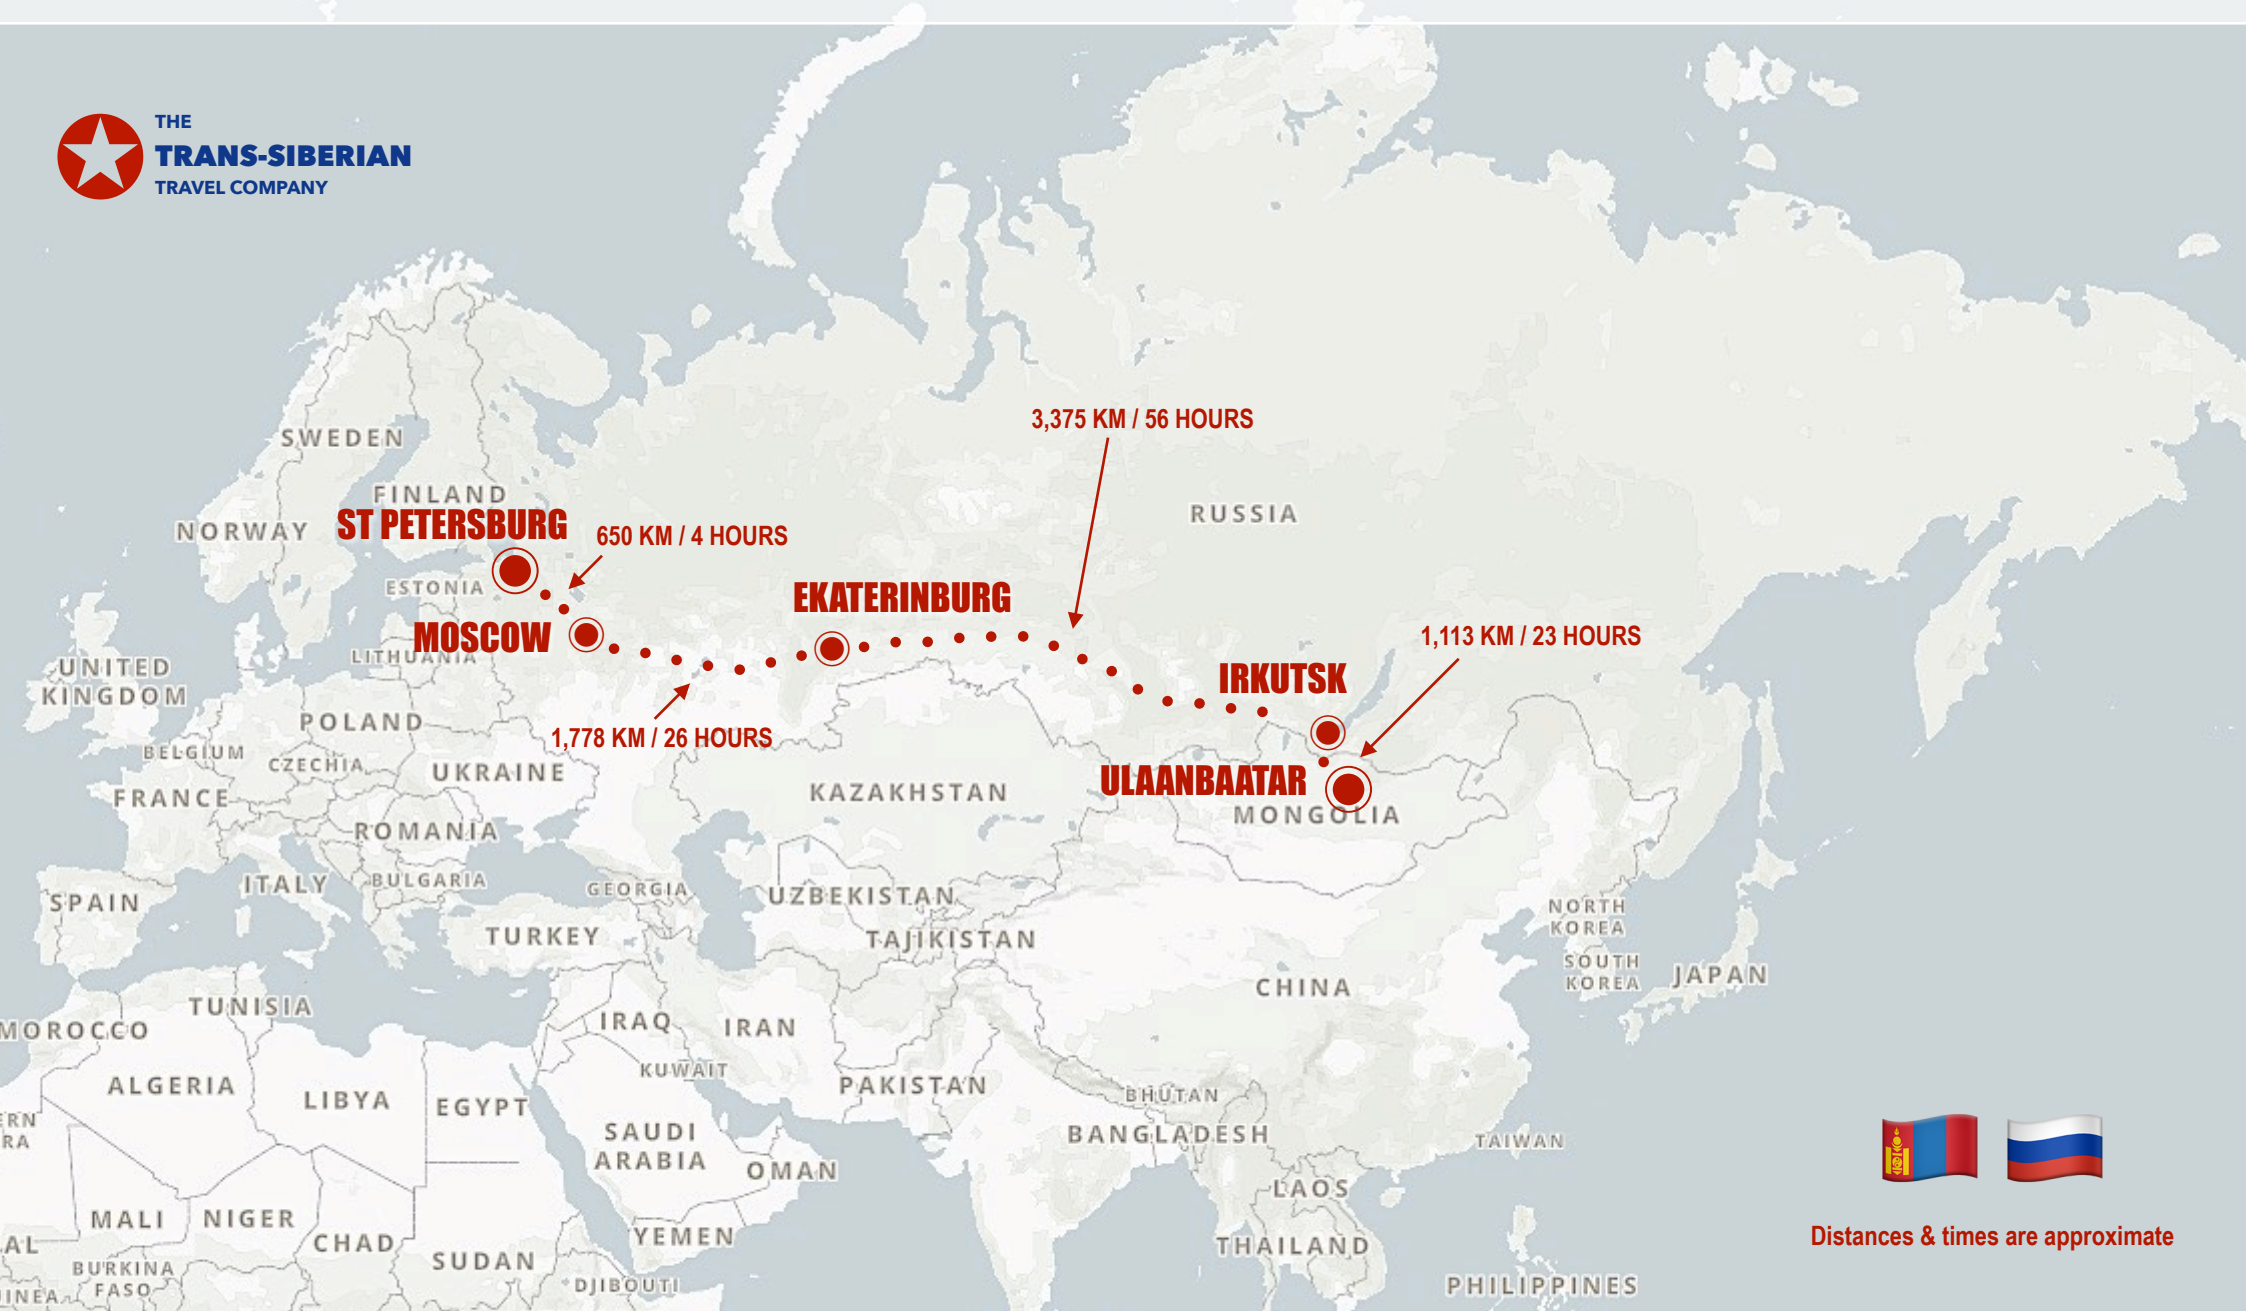 THE
TRANS-SIBERIAN
TRAVEL COMPANY
3,375 KM / 56 HOURS
SWEDEN
FINLAND
RUSSIA
NORWAY
ST PETERSBURG
650 KM / 4 HOURS
ESTONIA
EKATERINBURG
MOSCOW
LITHUANIA
1,113 KM / 23 HOURS
UNITED
KINGDOM
IRKUTSK
POLAND
1,778 KM / 26 HOURS
BELGIUM
CZECHIA
UKRAINE
ULAANBAATAR
KAZAKHSTAN
FRANCE
MONGOLIA
ROMANIA
ITALY
BULGARIA
GEORGIA
UZBEKISTAN
SPAIN
NORTH
KOREA
TURKEY
TAJIKISTAN
SOUTH
KOREA
JAPAN
CHINA
TUNISIA
MOROCCO
IRAQ
IRAN
KUWAIT
ALGERIA
LIBYA
EGYPT
PAKISTAN
BHUTAN
ERN
RA
SAUDI
ARABIA
BANGLADESH
TAIWAN
OMAN
LAOS
MALI
NIGER
CHAD
YEMEN
AL
SUDAN
THAILAND
Distances & times are approximate
BURKINA
FASO
INEA
DJIBOUTI
PHILIPPINES